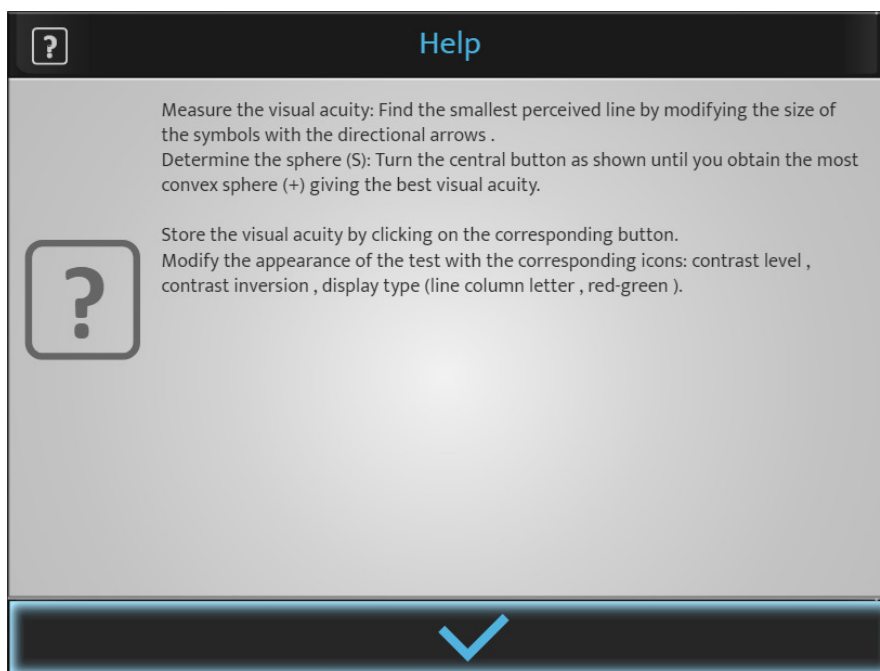 ?
Help
Measure the visual acuity: Find the smallest perceived line by modifying the size of
the symbols with the directional arrows .
Determine the sphere (S): Turn the central button as shown until you obtain the most
convex sphere (+) giving the best visual acuity.
Store the visual acuity by clicking on the corresponding button.
Modify the appearance of the test with the corresponding icons: contrast level ,
contrast inversion , display type (line column letter , red-green ).
?